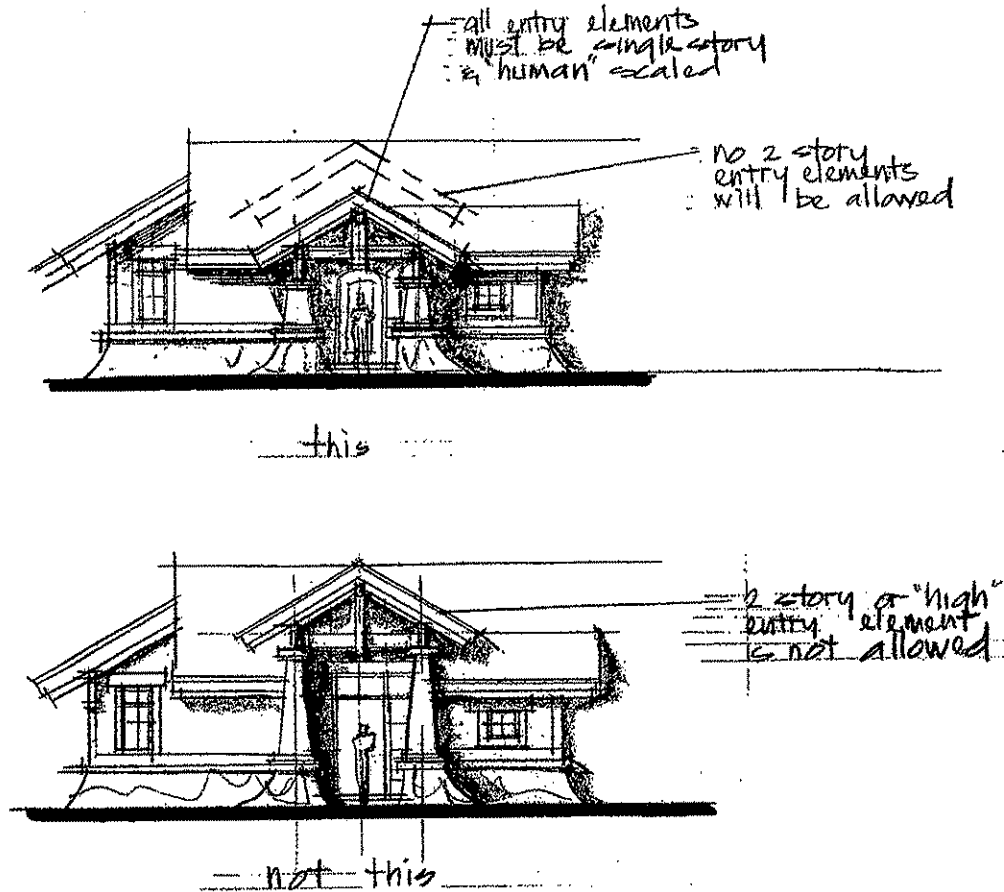 all entry elements
must be single story
& "human" scaled
no 2 story
entry elements
will be allowed
this
2 story or "high"
entry element
is not allowed
not this